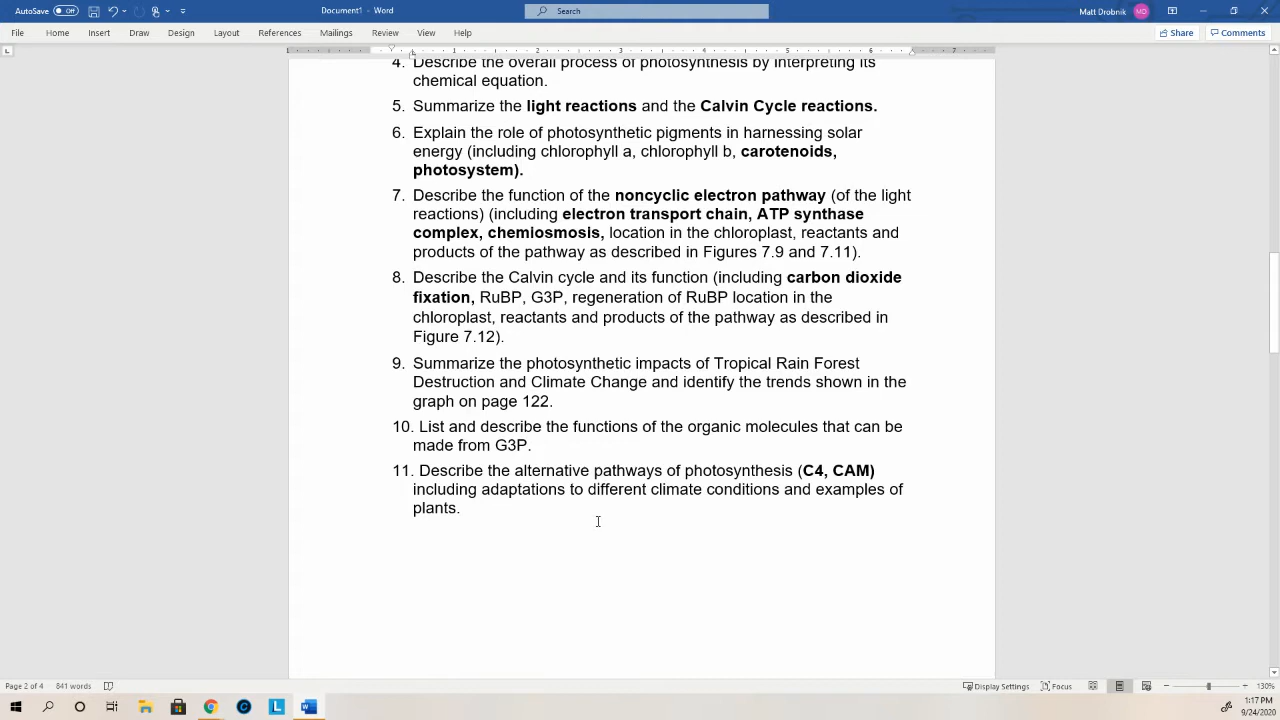 AutoSave Off Document1 - Word Search Matt Drobnik MD
File Home Insert Draw Design Layout References Mailings Review View Help Share Comments
1 2 3 4 5 6 7
4. Describe the overall process of photosynthesis by interpreting its
chemical equation.
5. Summarize the light reactions and the Calvin Cycle reactions.
6. Explain the role of photosynthetic pigments in harnessing solar
energy (including chlorophyll a, chlorophyll b, carotenoids,
photosystem).
7. Describe the function of the noncyclic electron pathway (of the light
reactions) (including electron transport chain, ATP synthase
complex, chemiosmosis, location in the chloroplast, reactants and
products of the pathway as described in Figures 7.9 and 7.11).
8. Describe the Calvin cycle and its function (including carbon dioxide
fixation, RuBP, G3P, regeneration of RuBP location in the
chloroplast, reactants and products of the pathway as described in
Figure 7.12).
9. Summarize the photosynthetic impacts of Tropical Rain Forest
Destruction and Climate Change and identify the trends shown in the
graph on page 122.
10. List and describe the functions of the organic molecules that can be
made from G3P.
11. Describe the alternative pathways of photosynthesis (C4, CAM)
including adaptations to different climate conditions and examples of
plants.
Page 2 of 4 841 words Display Settings Focus 130%
1:17 PM
9/24/2020